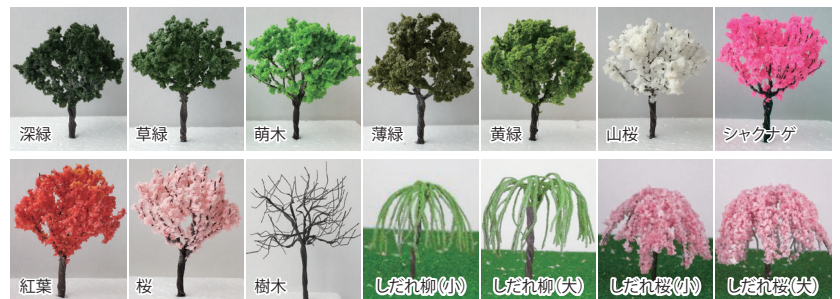 深緑
草緑
萌木
薄緑
黄緑
山桜
シャクナゲ
紅葉
桜
樹木
しだれ柳(小)
しだれ柳(大)
しだれ桜(小)
しだれ桜(大)